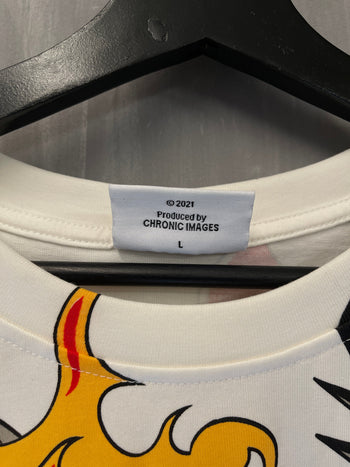 © 2021
Produced by
CHRONIC IMAGES
L